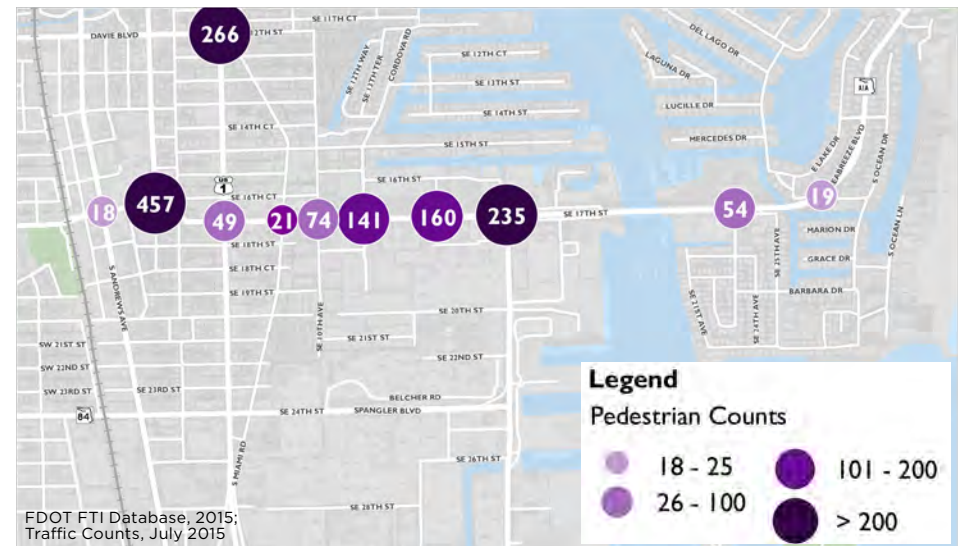 SE 11TH CT
266
DAVIE BLVD
12TH ST
SE 12TH WAY
SE 13TH TER
CORDOVA RD
SE 12TH CT
SE 13TH ST
SE 14TH ST
SE 14TH CT
SE 15TH ST
DEL LAGO DR
LAGUNA DR
LUCILLE DR
MERCEDES DR
A1A
E LAKE DR
EABREEZE BLVD
S OCEAN DR
S OCEAN LN
US
1
SE 16TH CT
SE 16TH ST
18
457
49
21
74
141
160
235
SE 17TH ST
54
19
SE 18TH ST
SE 18TH CT
SE 19TH ST
S ANDREWS AVE
SE 10TH AVE
MARION DR
GRACE DR
BARBARA DR
SE 25TH AVE
SE 21ST AVE
SE 24TH AVE
SE 20TH ST
SW 21ST ST
SE 21ST ST
SW 22ND ST
SE 22ND ST
SW 23RD ST
SE 23RD ST
BELCHER RD
84
SE 24TH ST
SPANGLER BLVD
S MIAMI RD
SE 26TH ST
SE 28TH ST
FDOT FTI Database, 2015;
Traffic Counts, July 2015
Legend
Pedestrian Counts
18 - 25
26 - 100
101 - 200
> 200